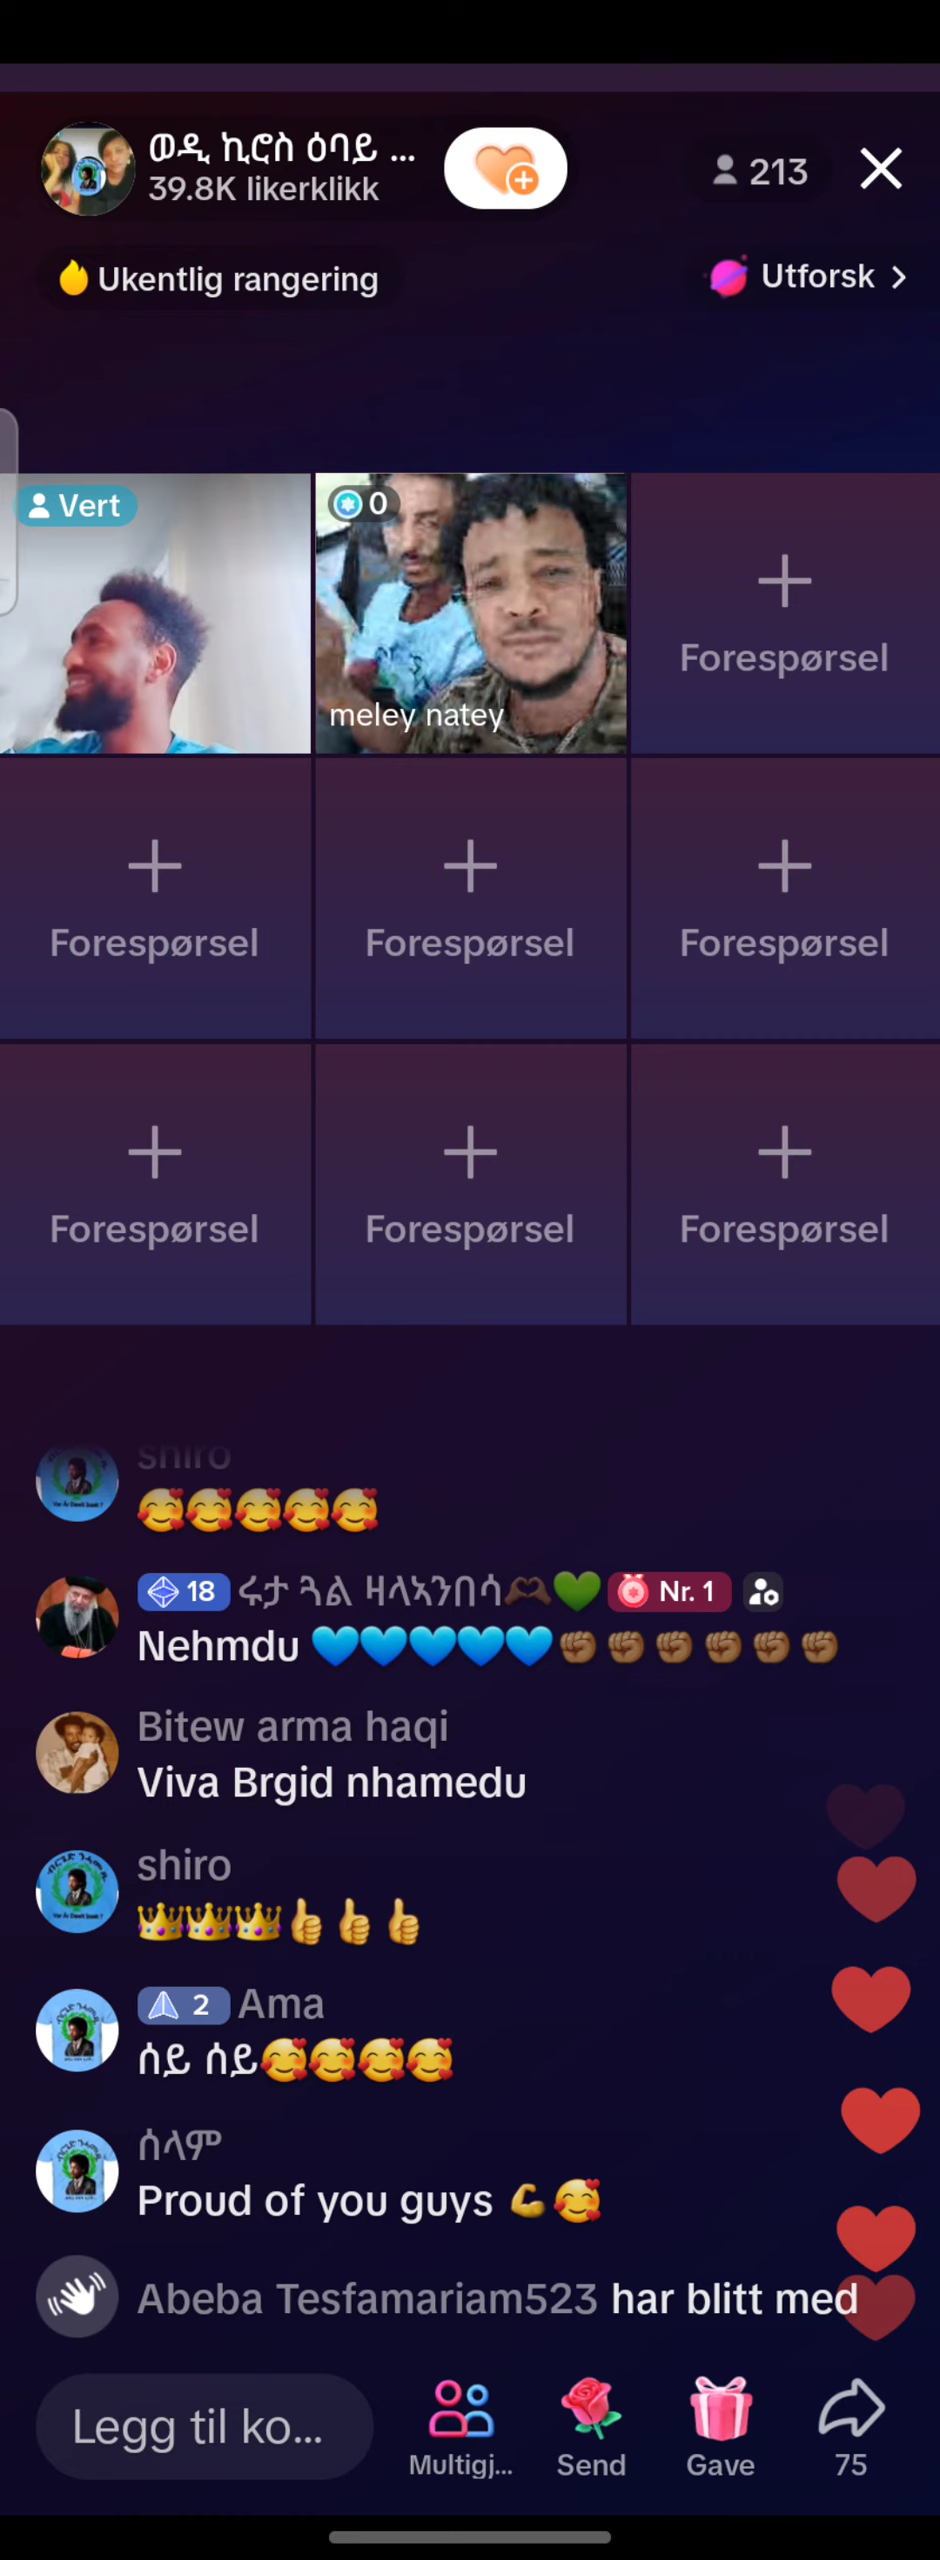 ወዲ ኪሮስ ዕባይ ...
39.8K likerklikk
213
Ukentlig rangering
Utforsk
Vert
0
meley natey
Forespørsel
Forespørsel
Forespørsel
Forespørsel
Forespørsel
Forespørsel
Forespørsel
shiro
🥰🥰🥰🥰🥰
18 ሩታ ጓል ዛላኣንበሳ🫶🏾💚 Nr. 1
Nehmdu 💙💙💙💙💙✊🏾✊🏾✊🏾✊🏾✊🏾✊🏾
Bitew arma haqi
Viva Brgid nhamedu
shiro
👑👑👑👍👍👍
2 Ama
ሰይ ሰይ🥰🥰🥰🥰
ሰላም
Proud of you guys 💪🥰
Abeba Tesfamariam523 har blitt med
Legg til ko...
Multigj...
Send
Gave
75